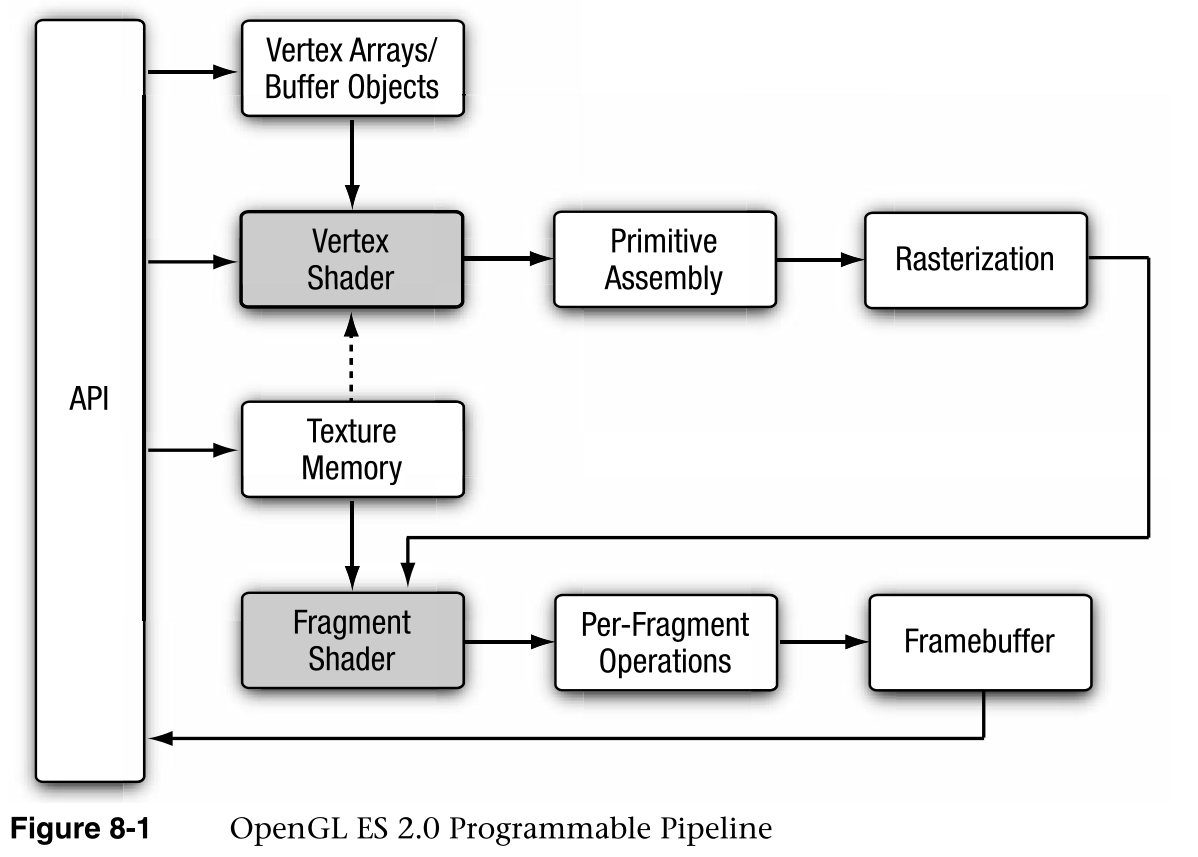 Vertex Arrays/
Buffer Objects
Vertex
Shader
Primitive
Assembly
Rasterization
API
Texture
Memory
Fragment
Shader
Per-Fragment
Operations
Framebuffer
Figure 8-1 OpenGL ES 2.0 Programmable Pipeline